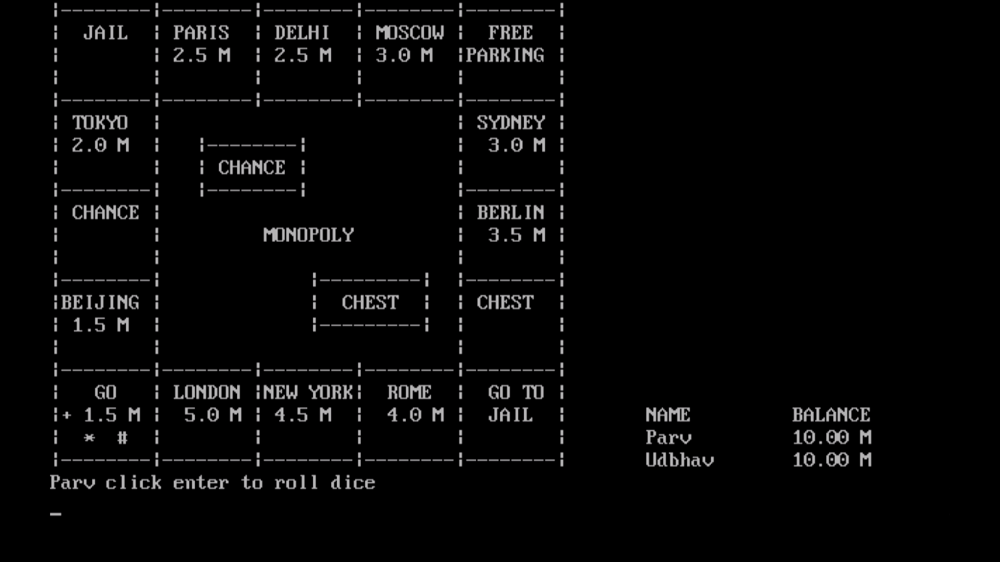 JAIL PARIS DELHI MOSCOW FREE
2.5 M 2.5 M 3.0 M PARKING
TOKYO SYDNEY
2.0 M 3.0 M
CHANCE
CHANCE BERLIN
MONOPOLY 3.5 M
BEIJING CHEST CHEST
1.5 M
GO LONDON NEW YORK ROME GO TO
+ 1.5 M 5.0 M 4.5 M 4.0 M JAIL NAME BALANCE
* # Parv 10.00 M
Udbhav 10.00 M
Parv click enter to roll dice
_